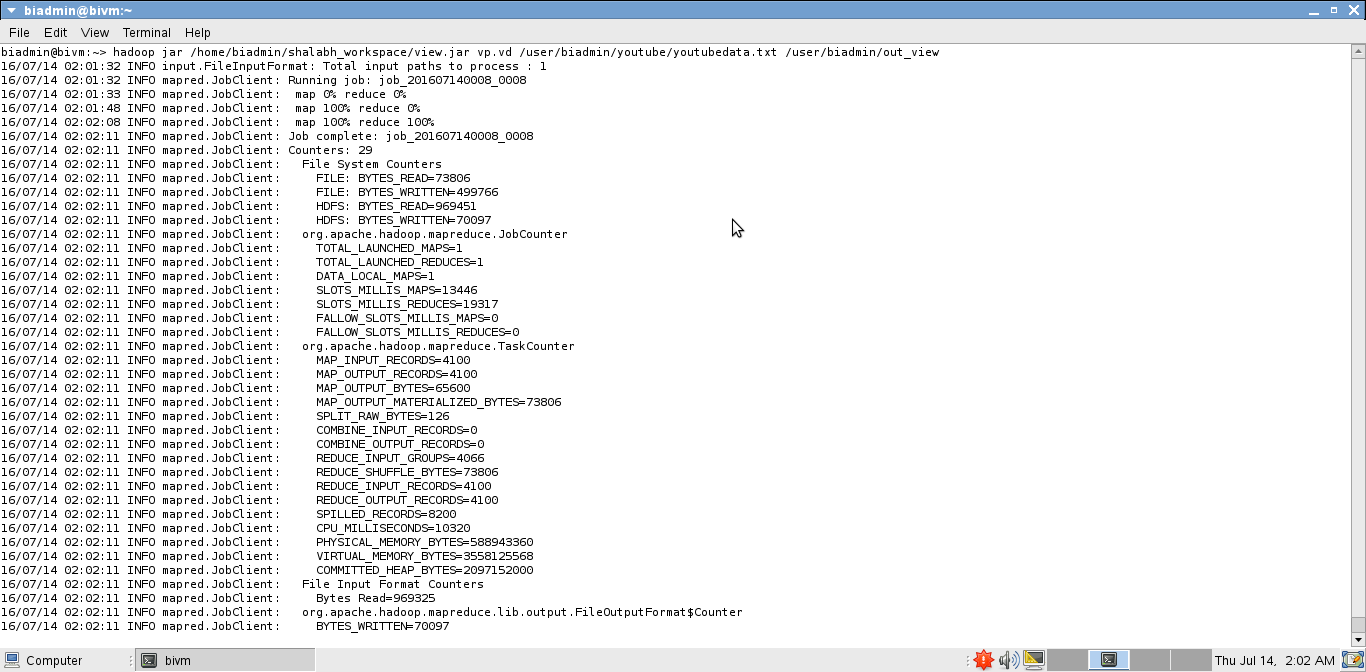 biadmin@bivm:~
File Edit View Terminal Help
biadmin@bivm:~> hadoop jar /home/biadmin/shalabh_workspace/view.jar vp.vd /user/biadmin/youtube/youtubedata.txt /user/biadmin/out_view
16/07/14 02:01:32 INFO input.FileInputFormat: Total input paths to process : 1
16/07/14 02:01:32 INFO mapred.JobClient: Running job: job_201607140008_0008
16/07/14 02:01:33 INFO mapred.JobClient:  map 0% reduce 0%
16/07/14 02:01:48 INFO mapred.JobClient:  map 100% reduce 0%
16/07/14 02:02:08 INFO mapred.JobClient:  map 100% reduce 100%
16/07/14 02:02:11 INFO mapred.JobClient: Job complete: job_201607140008_0008
16/07/14 02:02:11 INFO mapred.JobClient: Counters: 29
16/07/14 02:02:11 INFO mapred.JobClient:   File System Counters
16/07/14 02:02:11 INFO mapred.JobClient:     FILE: BYTES_READ=73806
16/07/14 02:02:11 INFO mapred.JobClient:     FILE: BYTES_WRITTEN=499766
16/07/14 02:02:11 INFO mapred.JobClient:     HDFS: BYTES_READ=969451
16/07/14 02:02:11 INFO mapred.JobClient:     HDFS: BYTES_WRITTEN=70097
16/07/14 02:02:11 INFO mapred.JobClient:   org.apache.hadoop.mapreduce.JobCounter
16/07/14 02:02:11 INFO mapred.JobClient:     TOTAL_LAUNCHED_MAPS=1
16/07/14 02:02:11 INFO mapred.JobClient:     TOTAL_LAUNCHED_REDUCES=1
16/07/14 02:02:11 INFO mapred.JobClient:     DATA_LOCAL_MAPS=1
16/07/14 02:02:11 INFO mapred.JobClient:     SLOTS_MILLIS_MAPS=13446
16/07/14 02:02:11 INFO mapred.JobClient:     SLOTS_MILLIS_REDUCES=19317
16/07/14 02:02:11 INFO mapred.JobClient:     FALLOW_SLOTS_MILLIS_MAPS=0
16/07/14 02:02:11 INFO mapred.JobClient:     FALLOW_SLOTS_MILLIS_REDUCES=0
16/07/14 02:02:11 INFO mapred.JobClient:   org.apache.hadoop.mapreduce.TaskCounter
16/07/14 02:02:11 INFO mapred.JobClient:     MAP_INPUT_RECORDS=4100
16/07/14 02:02:11 INFO mapred.JobClient:     MAP_OUTPUT_RECORDS=4100
16/07/14 02:02:11 INFO mapred.JobClient:     MAP_OUTPUT_BYTES=65600
16/07/14 02:02:11 INFO mapred.JobClient:     MAP_OUTPUT_MATERIALIZED_BYTES=73806
16/07/14 02:02:11 INFO mapred.JobClient:     SPLIT_RAW_BYTES=126
16/07/14 02:02:11 INFO mapred.JobClient:     COMBINE_INPUT_RECORDS=0
16/07/14 02:02:11 INFO mapred.JobClient:     COMBINE_OUTPUT_RECORDS=0
16/07/14 02:02:11 INFO mapred.JobClient:     REDUCE_INPUT_GROUPS=4066
16/07/14 02:02:11 INFO mapred.JobClient:     REDUCE_SHUFFLE_BYTES=73806
16/07/14 02:02:11 INFO mapred.JobClient:     REDUCE_INPUT_RECORDS=4100
16/07/14 02:02:11 INFO mapred.JobClient:     REDUCE_OUTPUT_RECORDS=4100
16/07/14 02:02:11 INFO mapred.JobClient:     SPILLED_RECORDS=8200
16/07/14 02:02:11 INFO mapred.JobClient:     CPU_MILLISECONDS=10320
16/07/14 02:02:11 INFO mapred.JobClient:     PHYSICAL_MEMORY_BYTES=588943360
16/07/14 02:02:11 INFO mapred.JobClient:     VIRTUAL_MEMORY_BYTES=3558125568
16/07/14 02:02:11 INFO mapred.JobClient:     COMMITTED_HEAP_BYTES=2097152000
16/07/14 02:02:11 INFO mapred.JobClient:   File Input Format Counters
16/07/14 02:02:11 INFO mapred.JobClient:     Bytes Read=969325
16/07/14 02:02:11 INFO mapred.JobClient:   org.apache.hadoop.mapreduce.lib.output.FileOutputFormat$Counter
16/07/14 02:02:11 INFO mapred.JobClient:     BYTES_WRITTEN=70097
Computer bivm Thu Jul 14, 2:02 AM